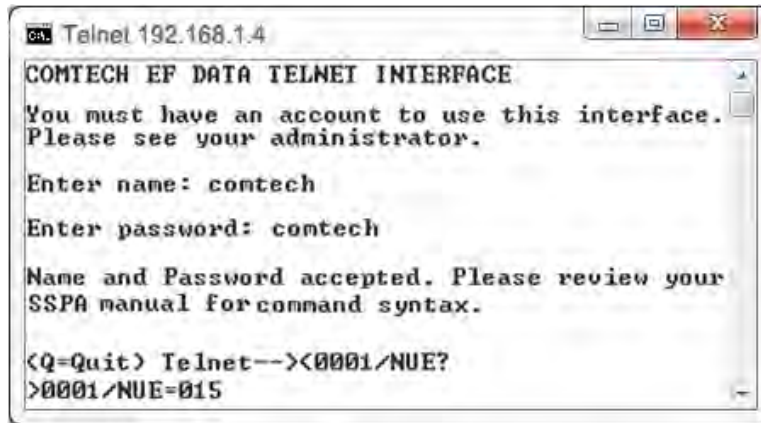 Telnet 192.168.1.4
COMTECH EF DATA TELNET INTERFACE
You must have an account to use this interface.
Please see your administrator.
Enter name: comtech
Enter password: comtech
Name and Password accepted. Please review your
SSPA manual for command syntax.
(Q=Quit) Telnet--><0001/NUE?
>0001/NUE=015